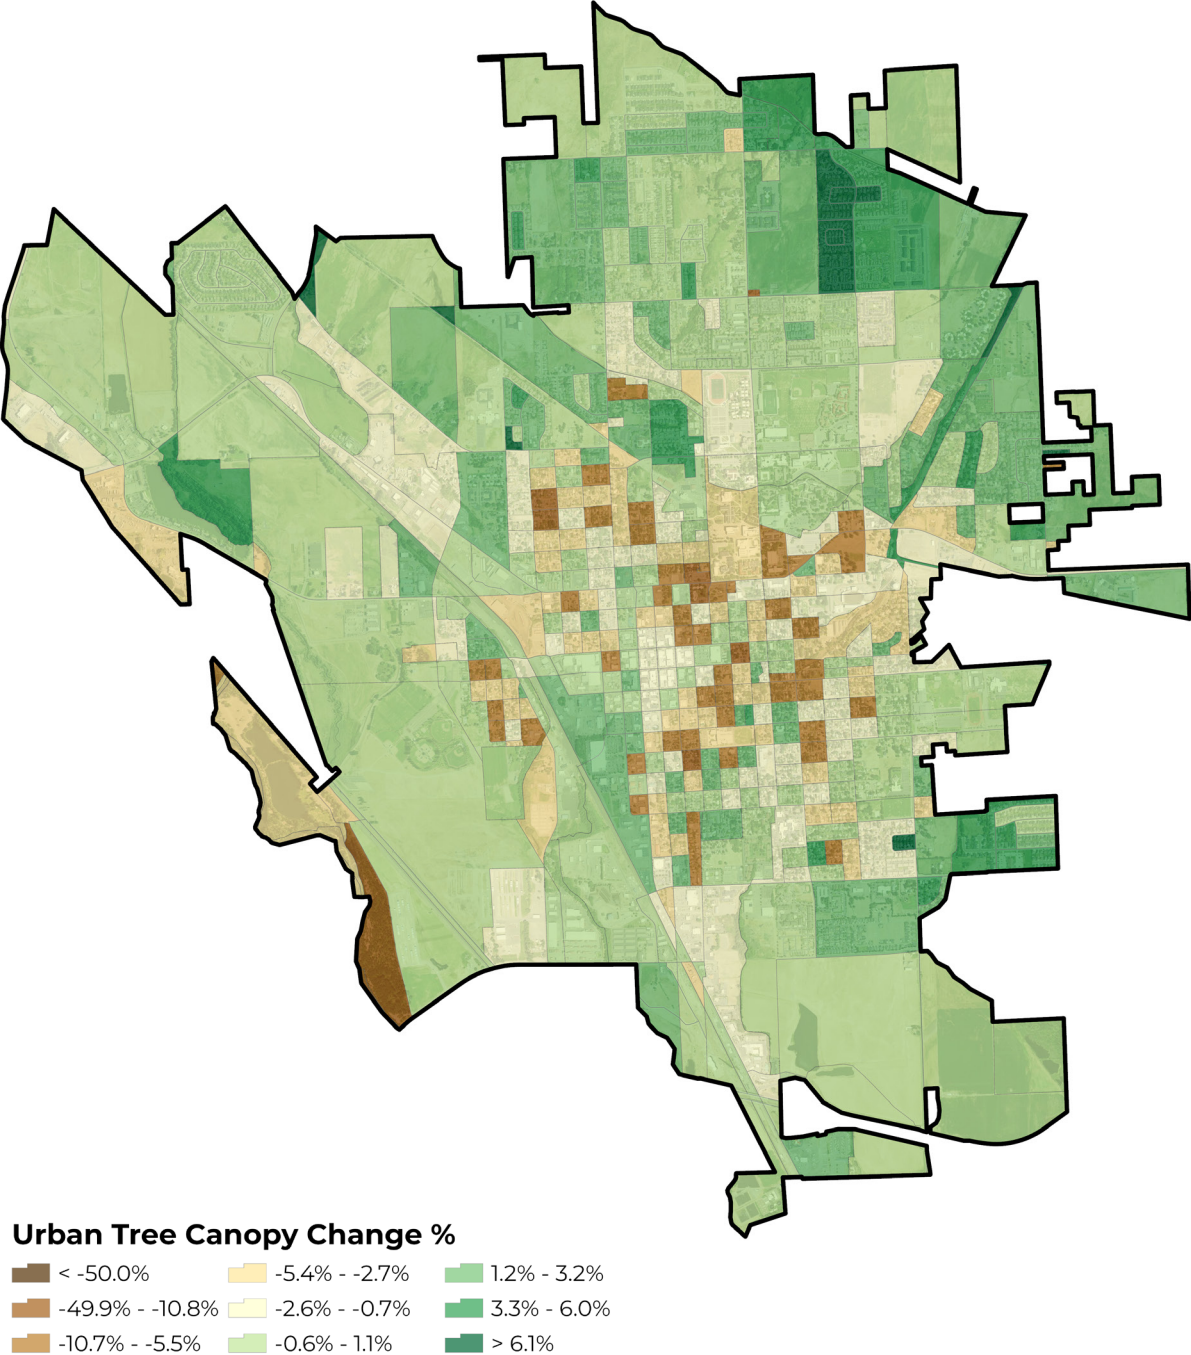 Urban Tree Canopy Change %
< -50.0%
-49.9% - -10.8%
-10.7% - -5.5%
-5.4% - -2.7%
-2.6% - -0.7%
-0.6% - 1.1%
1.2% - 3.2%
3.3% - 6.0%
> 6.1%